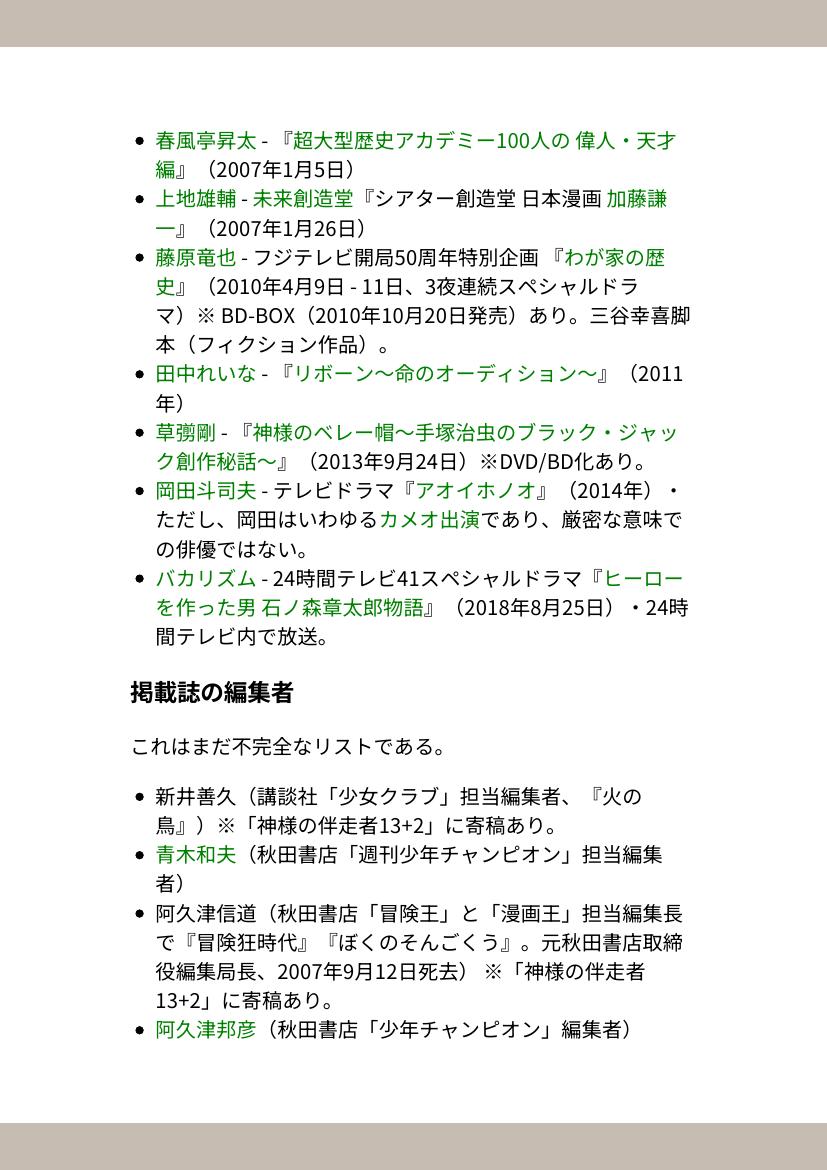 春風亭昇太 - 『超大型歴史アカデミー100人の 偉人・天才
編』（2007年1月5日）
上地雄輔 - 未来創造堂『シアター創造堂 日本漫画 加藤謙
一』（2007年1月26日）
藤原竜也 - フジテレビ開局50周年特別企画 『わが家の歴
史』（2010年4月9日 - 11日、3夜連続スペシャルドラ
マ）※ BD-BOX（2010年10月20日発売）あり。三谷幸喜脚
本（フィクション作品）。
田中れいな - 『リボーン〜命のオーディション〜』（2011
年）
草彅剛 - 『神様のベレー帽〜手塚治虫のブラック・ジャッ
ク創作秘話〜』（2013年9月24日）※DVD/BD化あり。
岡田斗司夫 - テレビドラマ『アオイホノオ』（2014年）・
ただし、岡田はいわゆるカメオ出演であり、厳密な意味で
の俳優ではない。
バカリズム - 24時間テレビ41スペシャルドラマ『ヒーロー
を作った男 石ノ森章太郎物語』（2018年8月25日）・24時
間テレビ内で放送。
掲載誌の編集者
これはまだ不完全なリストである。
新井善久（講談社「少女クラブ」担当編集者、『火の
鳥』）※「神様の伴走者13+2」に寄稿あり。
青木和夫（秋田書店「週刊少年チャンピオン」担当編集
者）
阿久津信道（秋田書店「冒険王」と「漫画王」担当編集長
で『冒険狂時代』『ぼくのそんごくう』。元秋田書店取締
役編集局長、2007年9月12日死去） ※「神様の伴走者
13+2」に寄稿あり。
阿久津邦彦（秋田書店「少年チャンピオン」編集者）